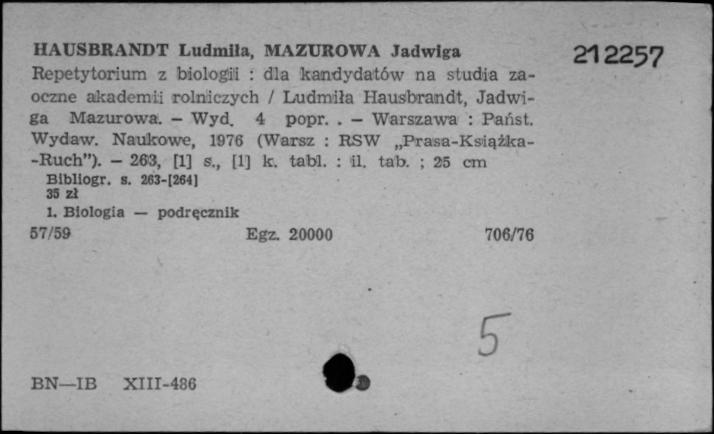 HAUSBRANDT Ludmiła, MAZUROWA Jadwiga
212257
Repetytorium z biologii : dla kandydatów na studia za-
oczne akademii rolniczych / Ludmiła Hausbrandt, Jadwi-
ga Mazurowa. – Wyd. 4 popr. . – Warszawa : Państ.
Wydaw. Naukowe, 1976 (Warsz : RSW „Prasa-Książka-
-Ruch”). – 263, [1] s., [1] k. tabl. : il. tab. ; 25 cm
Bibliogr. s. 263-[264]
35 zł
1. Biologia — podręcznik
57/59 Egz. 20000 706/76
5
BN—IB XIII-486